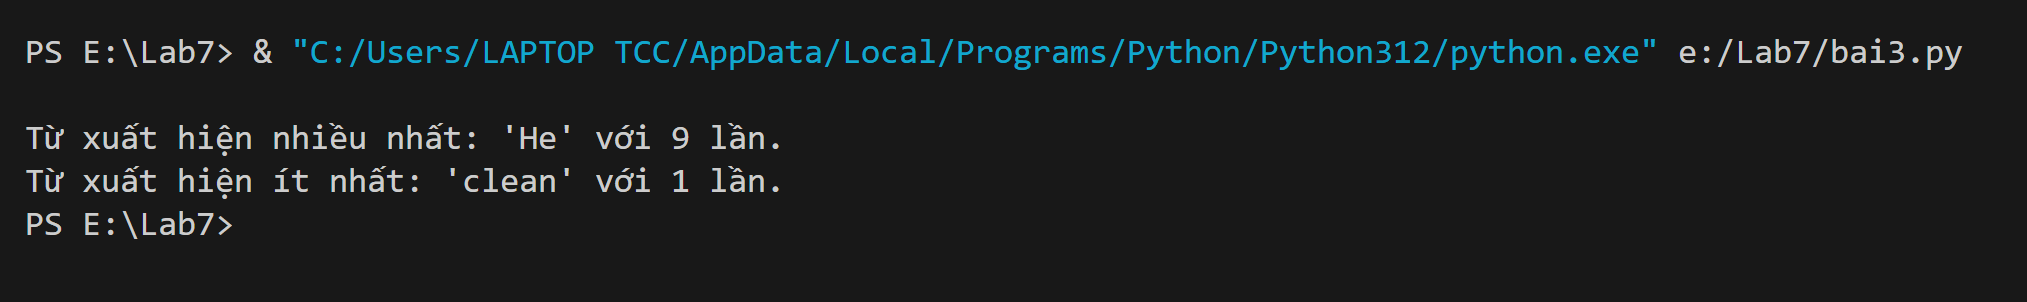 PS E:\Lab7> & "C:/Users/LAPTOP TCC/AppData/Local/Programs/Python/Python312/python.exe" e:/Lab7/bai3.py
Từ xuất hiện nhiều nhất: 'He' với 9 lần.
Từ xuất hiện ít nhất: 'clean' với 1 lần.
PS E:\Lab7>